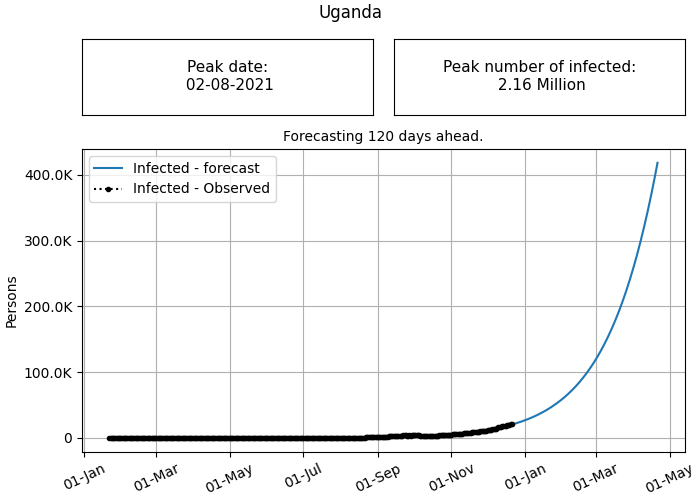 Uganda
Peak date:
02-08-2021
Peak number of infected:
2.16 Million
Forecasting 120 days ahead.
Infected - forecast
Infected - Observed
Persons
400.0K
300.0K
200.0K
100.0K
0
01-Jan
01-Mar
01-May
01-Jul
01-Sep
01-Nov
01-Jan
01-Mar
01-May